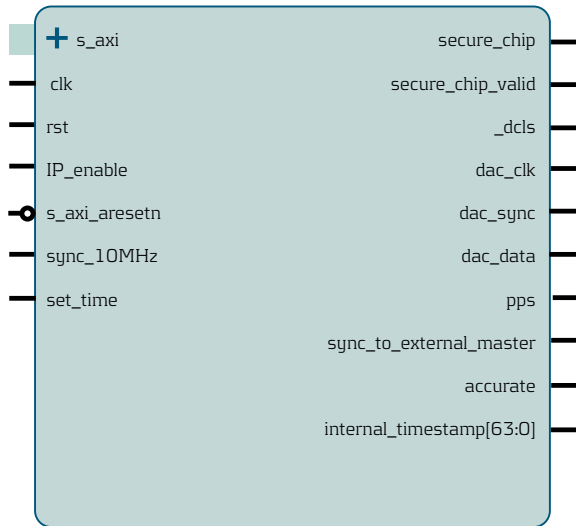 s_axi
clk
rst
IP_enable
s_axi_aresetn
sync_10MHz
set_time
secure_chip
secure_chip_valid
_dcls
dac_clk
dac_sync
dac_data
pps
sync_to_external_master
accurate
internal_timestamp[63:0]